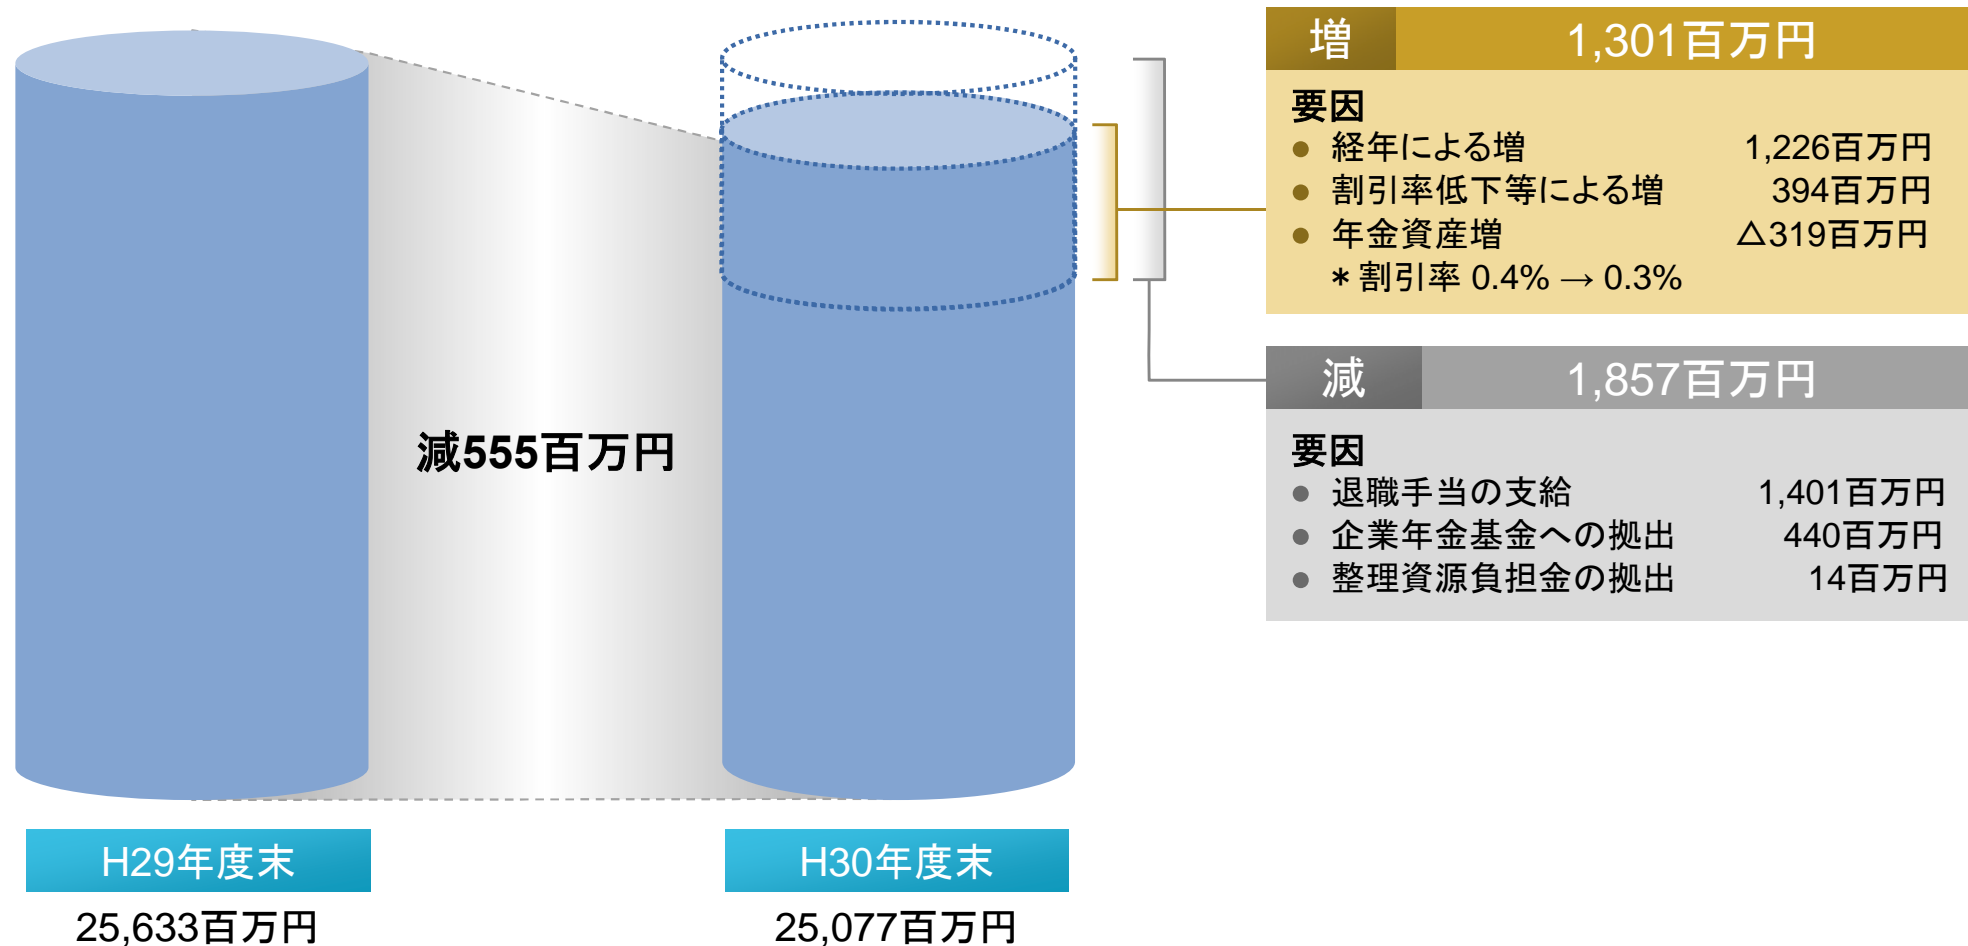 増 1,301百万円
要因
● 経年による増 1,226百万円
● 割引率低下等による増 394百万円
● 年金資産増 △319百万円
* 割引率 0.4% → 0.3%
減 1,857百万円
要因
● 退職手当の支給 1,401百万円
● 企業年金基金への拠出 440百万円
● 整理資源負担金の拠出 14百万円
減555百万円
H29年度末
25,633百万円
H30年度末
25,077百万円